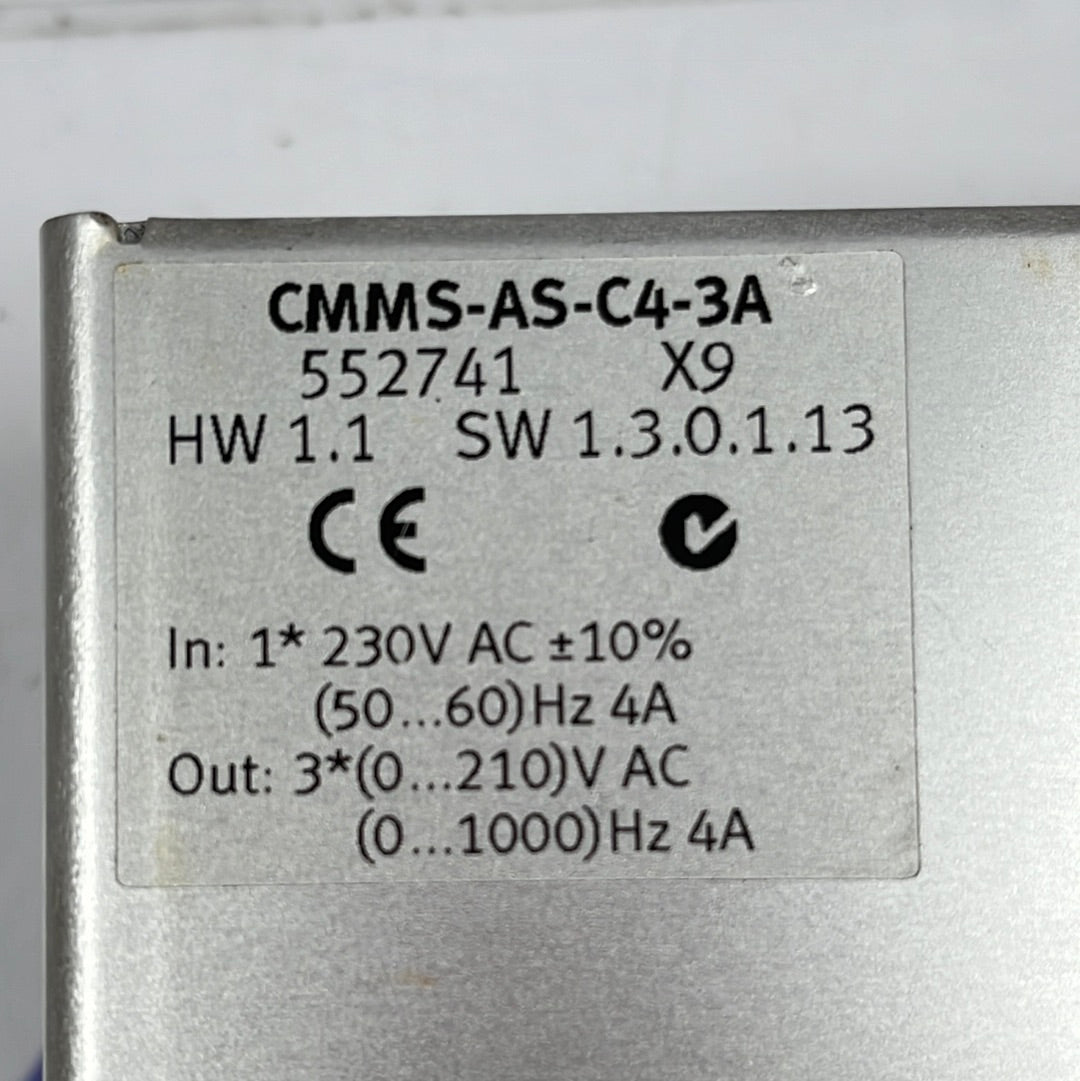 CMMS-AS-C4-3A
552741 X9
HW 1.1 SW 1.3.0.1.13
CE
In: 1* 230V AC ±10%
(50...60)Hz 4A
Out: 3*(0...210)V AC
(0...1000)Hz 4A